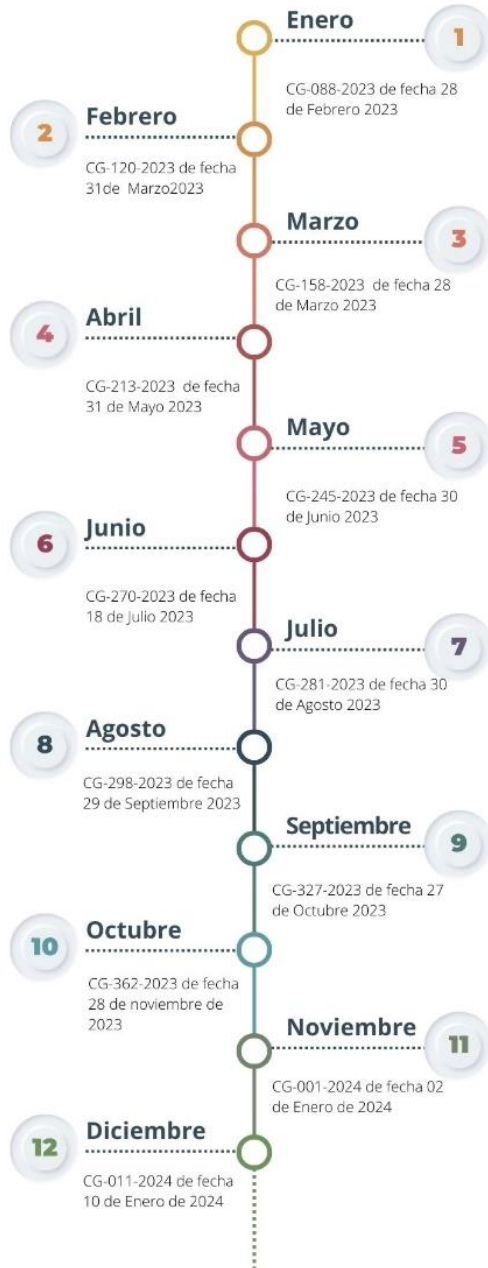 Enero
1
CG-088-2023 de fecha 28
de Febrero 2023
Febrero
2
CG-120-2023 de fecha
31de Marzo2023
Marzo
3
CG-158-2023 de fecha 28
de Marzo 2023
Abril
4
CG-213-2023 de fecha
31 de Mayo 2023
Mayo
5
CG-245-2023 de fecha 30
de Junio 2023
Junio
6
CG-270-2023 de fecha
18 de Julio 2023
Julio
7
CG-281-2023 de fecha 30
de Agosto 2023
Agosto
8
CG-298-2023 de fecha
29 de Septiembre 2023
Septiembre
9
CG-327-2023 de fecha 27
de Octubre 2023
Octubre
10
CG-362-2023 de fecha
28 de noviembre de
2023
Noviembre
11
CG-001-2024 de fecha 02
de Enero de 2024
Diciembre
12
CG-011-2024 de fecha
10 de Enero de 2024